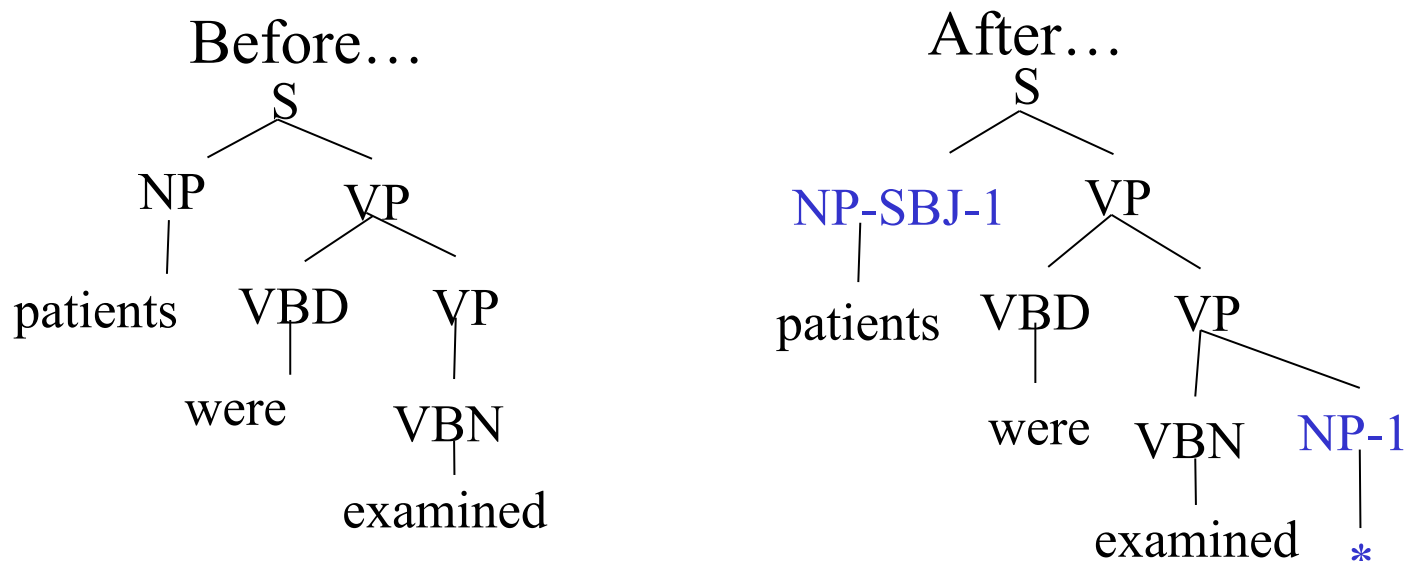 Before…
S
NP VP
patients VBD VP
were VBN
examined
After…
S
NP-SBJ-1 VP
patients VBD VP
were VBN NP-1
examined *